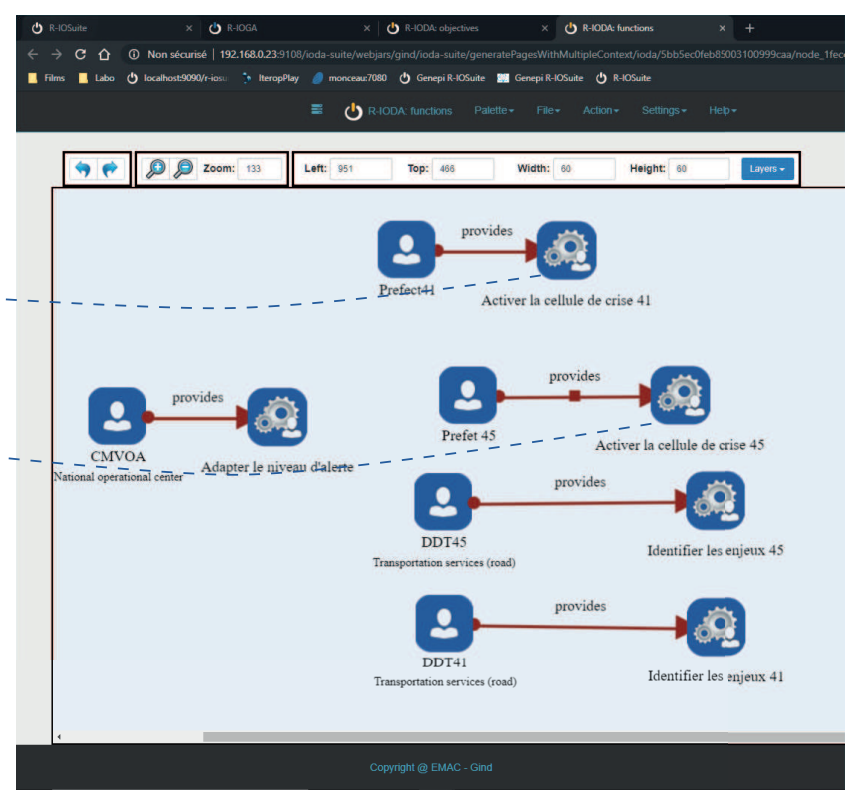 R-IOSuite × R-IOGA × R-IODA: objectives × R-IODA: functions × +
Non sécurisé | 192.168.0.23:9108/ioda-suite/webjars/gind/ioda-suite/generatePagesWithMultipleContext/ioda/
Films Labo localhost:9090/r-iosu IteropPlay monceau:7080 Genepi R-IOSuite Genepi R-IOSuite R-IOSuite
R-IODA: functions Palette File Action Settings Help
Zoom: 133 Left: 951 Top: 466 Width: 60 Height: 60 Layers
provides
Prefect41
Activer la cellule de crise 41
provides
provides
CMVOA
National operational center
Adapter le niveau d'alerte
Prefet 45
Activer la cellule de crise 45
provides
DDT45
Transportation services (road)
Identifier les enjeux 45
provides
DDT41
Transportation services (road)
Identifier les enjeux 41
Copyright @ EMAC - Gind